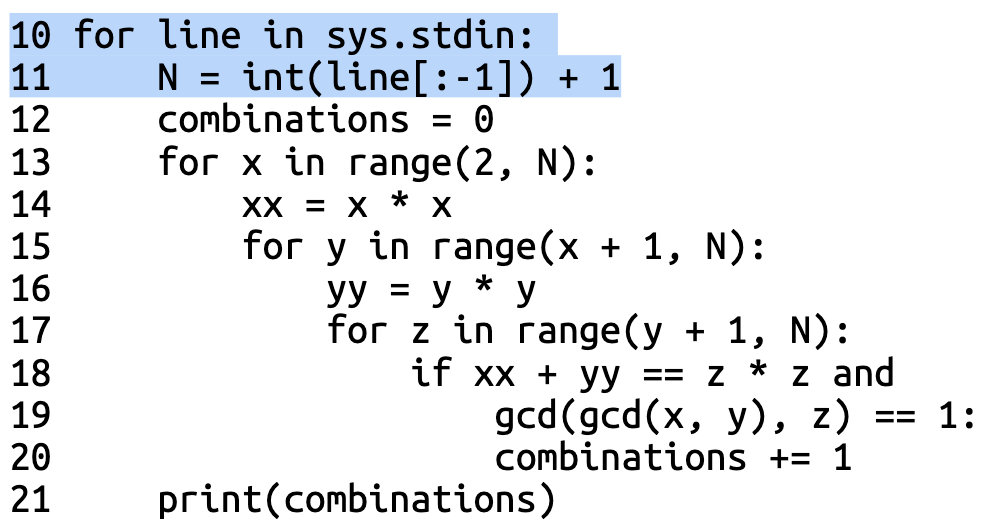 10 for line in sys.stdin:
11     N = int(line[:-1]) + 1
12     combinations = 0
13     for x in range(2, N):
14         xx = x * x
15         for y in range(x + 1, N):
16             yy = y * y
17             for z in range(y + 1, N):
18                 if xx + yy == z * z and
19                     gcd(gcd(x, y), z) == 1:
20                     combinations += 1
21     print(combinations)